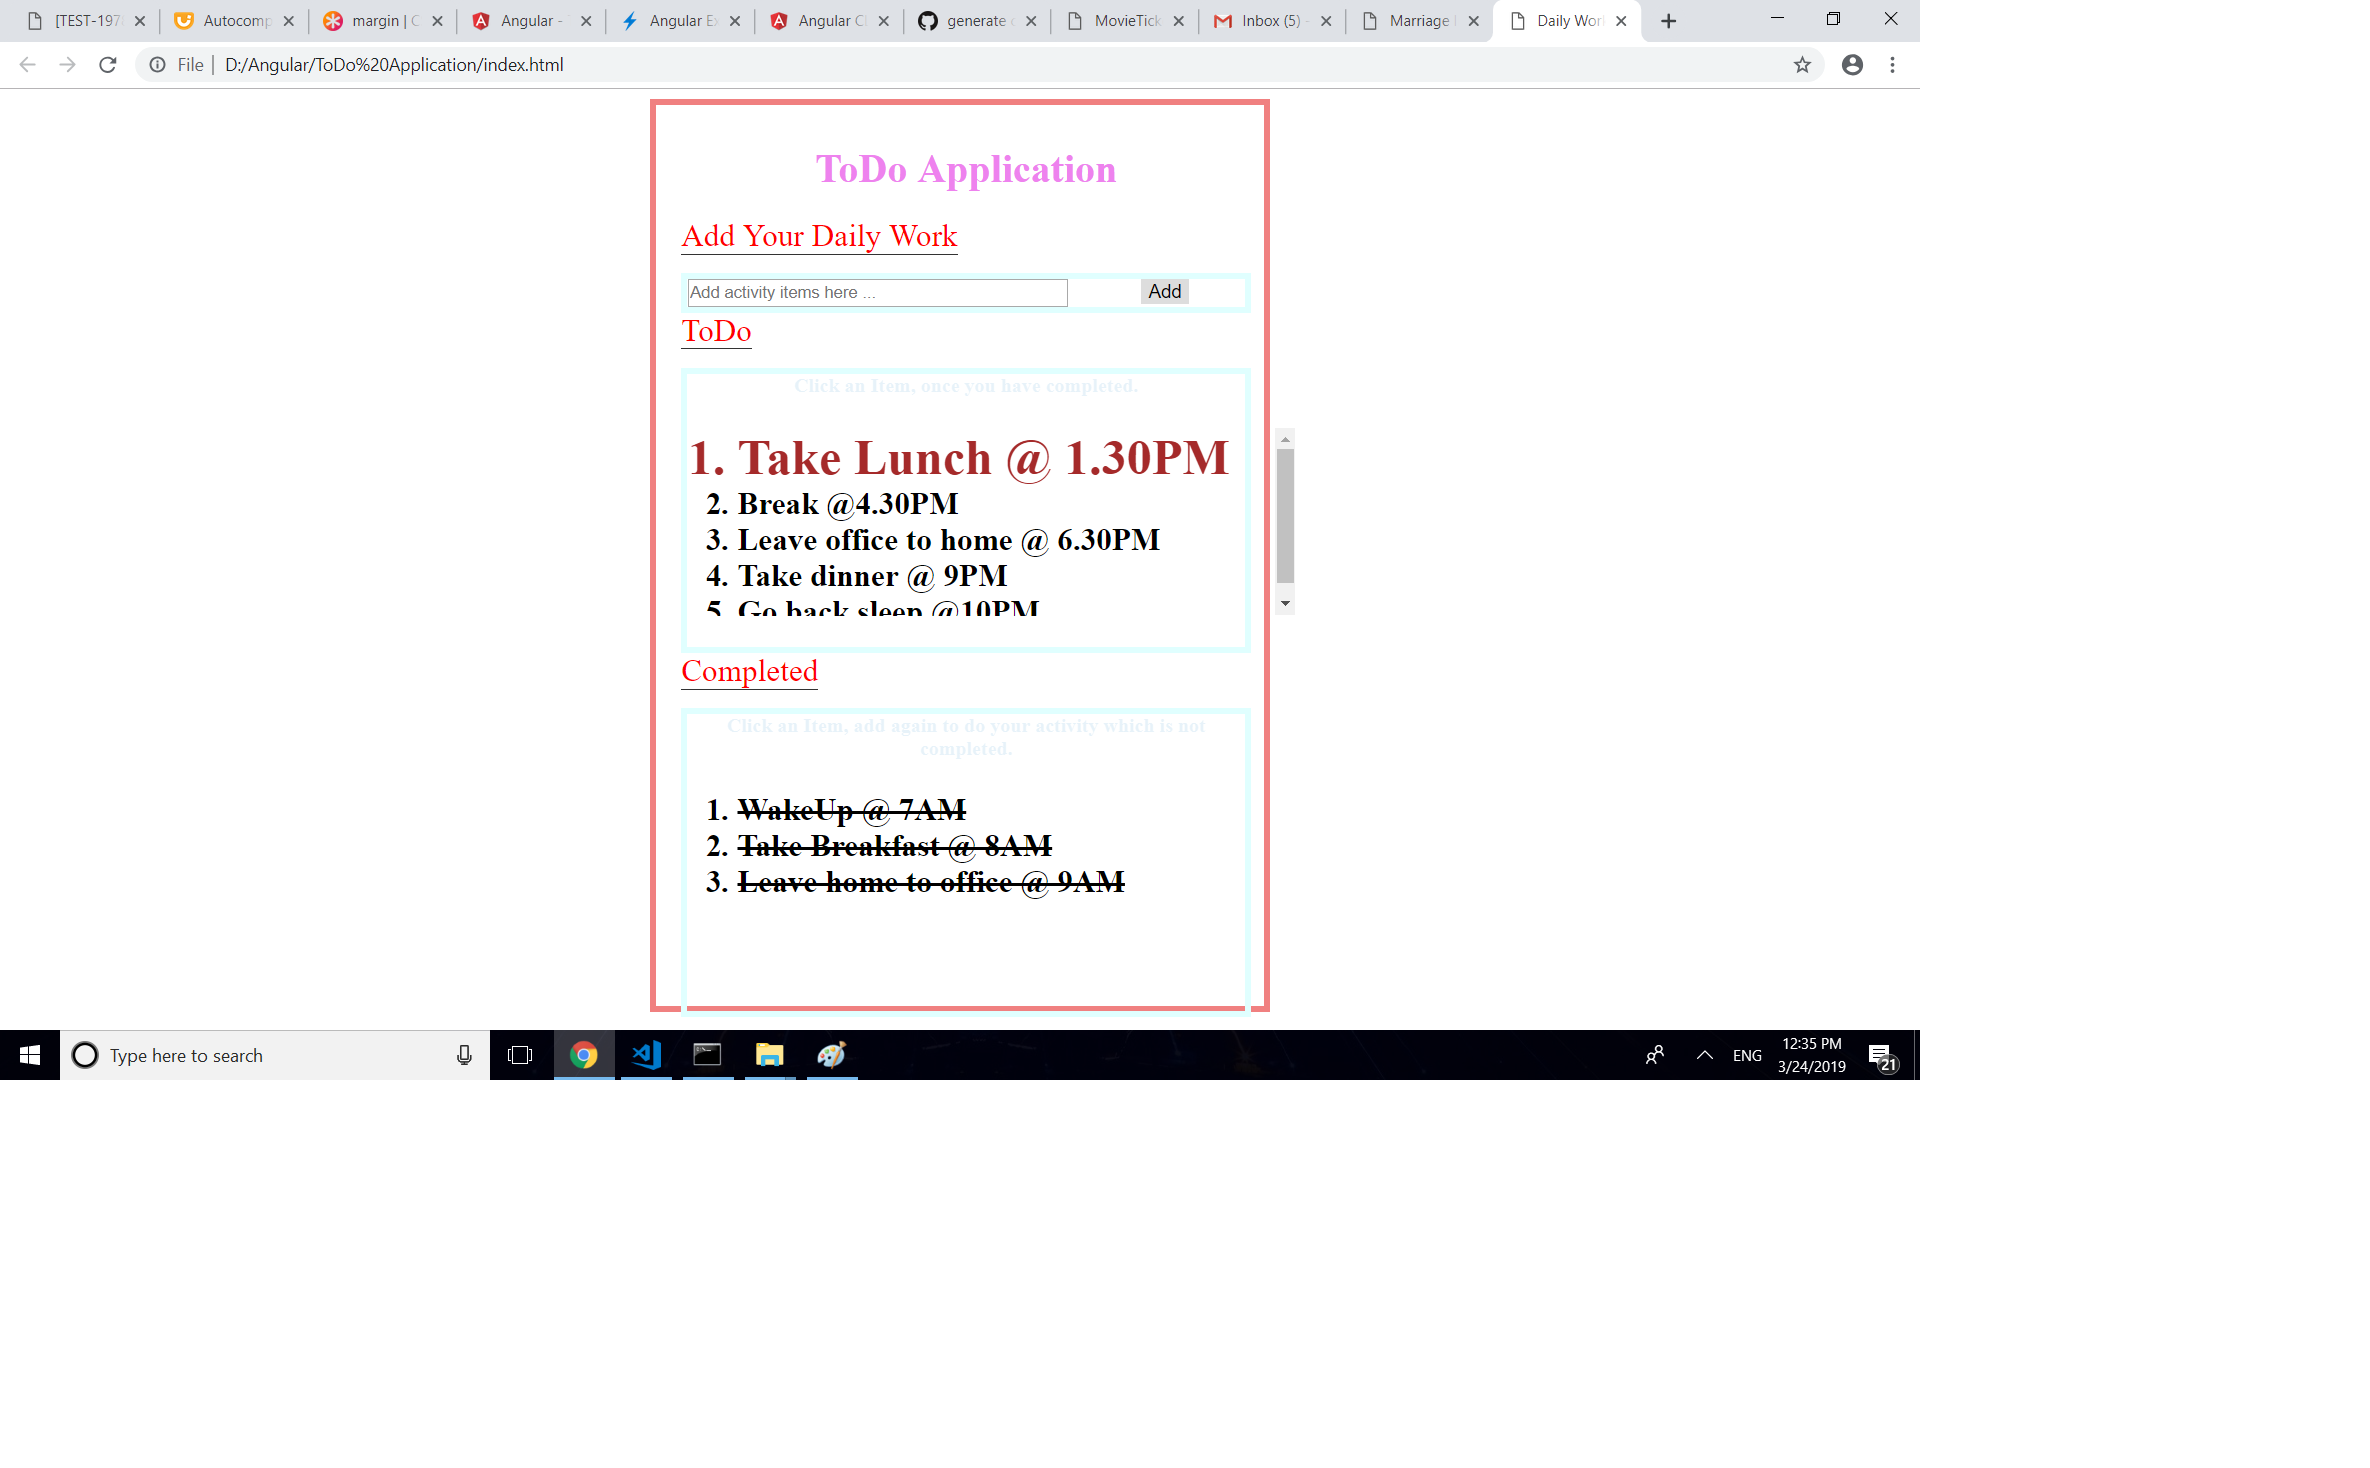 [TEST-197 Autocomp margin | C Angular - Angular Ex Angular Cl generate MovieTick Inbox (5) - Marriage Daily Wor
File | D:/Angular/ToDo%20Application/index.html
ToDo Application
Add Your Daily Work
Add activity items here ... Add
ToDo
Click an Item, once you have completed.
1. Take Lunch @ 1.30PM
2. Break @4.30PM
3. Leave office to home @ 6.30PM
4. Take dinner @ 9PM
5. Go back sleep @10PM
Completed
Click an Item, add again to do your activity which is not
completed.
1. WakeUp @ 7AM
2. Take Breakfast @ 8AM
3. Leave home to office @ 9AM
Type here to search
ENG
12:35 PM
3/24/2019
21